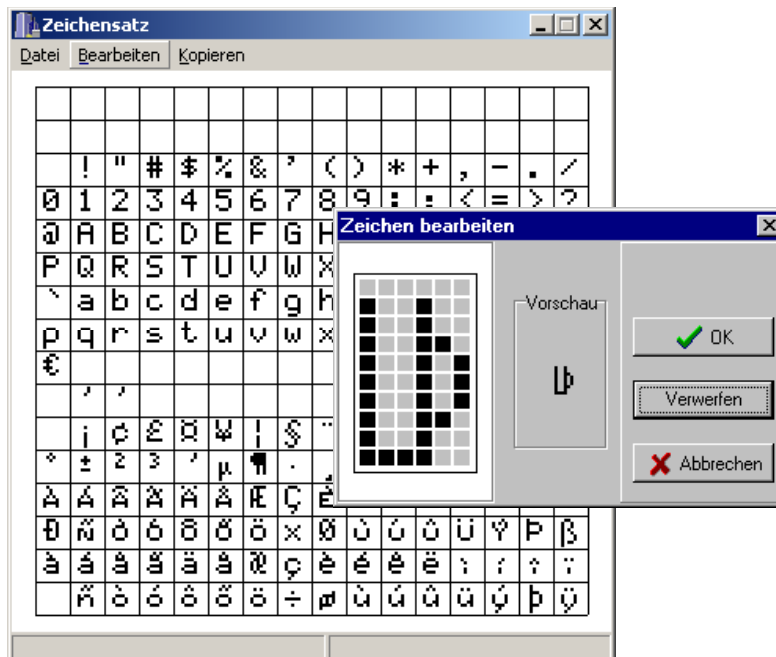 Zeichensatz
Datei Bearbeiten Kopieren
! " # $ % & ' ( ) * + , - . /
0 1 2 3 4 5 6 7 8 9 : ; < = > ?
@ A B C D E F G H
P Q R S T U V W X
` a b c d e f g h
p q r s t u v w x
€
' '
¡ ¢ £ ¤ ¥ ¦ § ¨
° ± ² ³ ´ µ ¶ · ¸
À Á Â Ã Ä Å Æ Ç È
Ð Ñ Ò Ó Ô Õ Ö × Ø Ù Ú Û Ü Ý Þ ß
à á â ã ä å æ ç è é ê ë ì í î ï
ñ ò ó ô õ ö ÷ ø ù ú û ü ý þ ÿ
Zeichen bearbeiten
Vorschau
OK
Verwerfen
Abbrechen